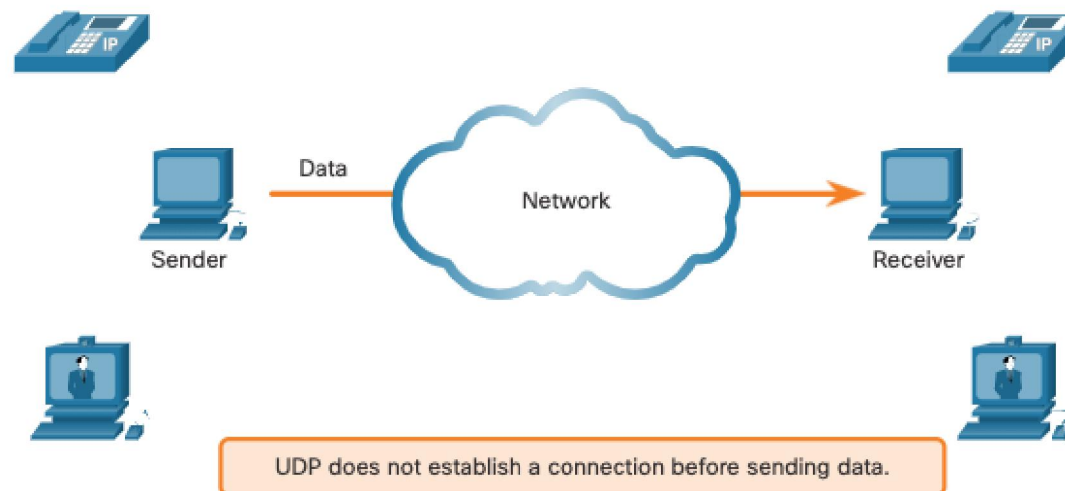 IP
IP
Data
Network
Sender
Receiver
UDP does not establish a connection before sending data.